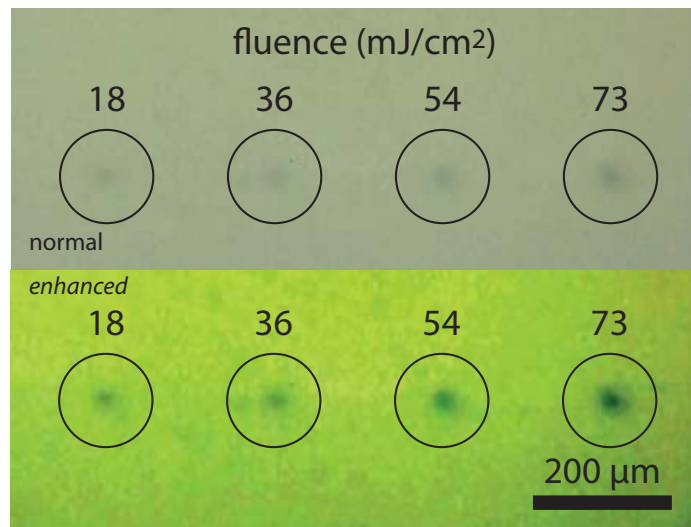 fluence (mJ/cm²)
18 36 54 73
normal
enhanced
18 36 54 73
200 µm